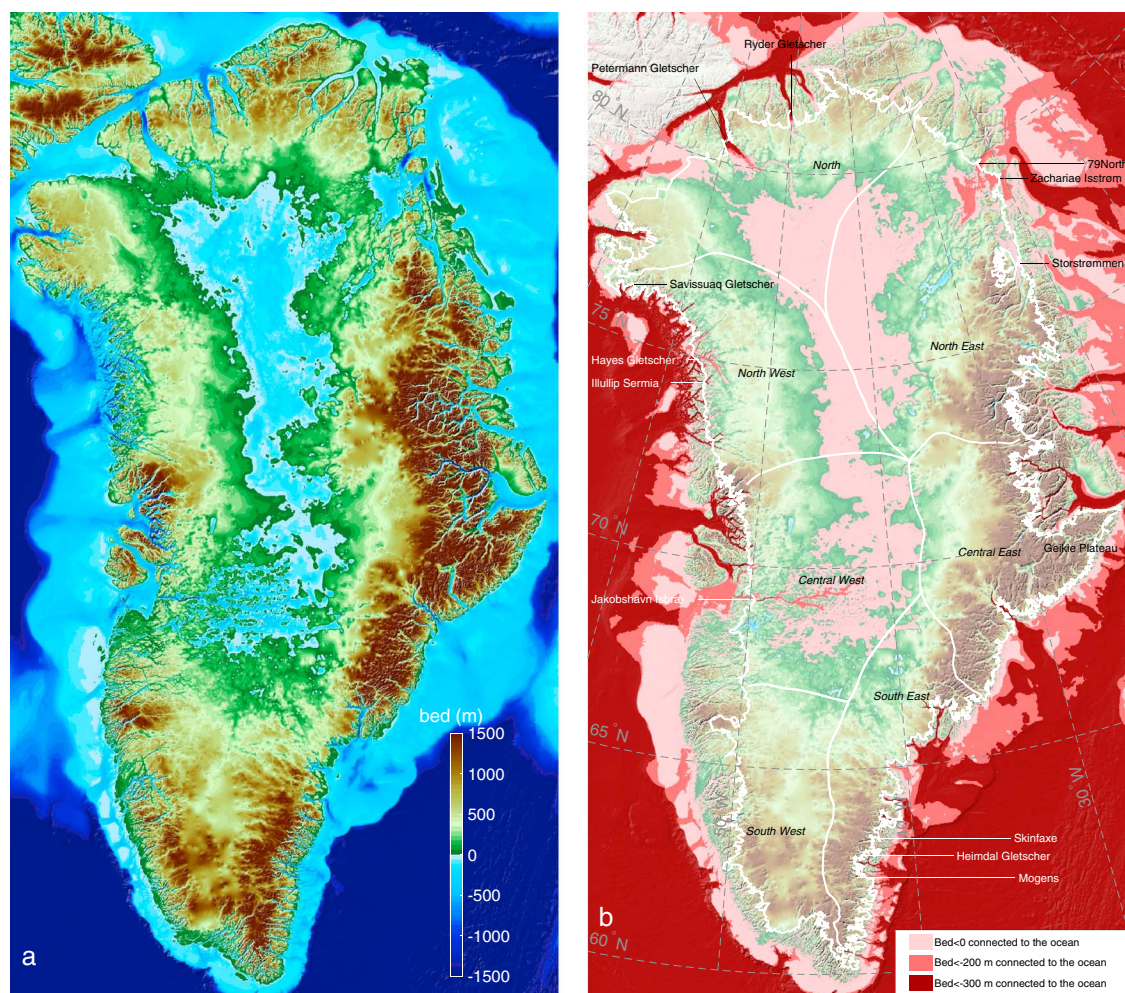 bed (m)
1500
1000
500
0
-500
-1000
-1500
a
Ryder Gletscher
Petermann Gletscher
80°N
North
79North
Zachariae Isstrøm
Storstrømmen
Savissuaq Gletscher
75°N
Hayes Gletscher
North West
North East
Illullip Sermia
70°N
Central East
Geikie Plateau
Central West
Jakobshavn Isbræ
South East
65°N
30°W
South West
Skinfaxe
Heimdal Gletscher
Mogens
60°N
b
Bed<0 connected to the ocean
Bed<-200 m connected to the ocean
Bed<-300 m connected to the ocean